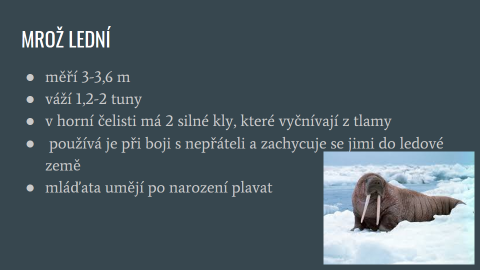 MROŽ LEDNÍ
● měří 3-3,6 m
● váží 1,2-2 tuny
● v horní čelisti má 2 silné kly, které vyčnívají z tlamy
● používá je při boji s nepřáteli a zachycuje se jimi do ledové
země
● mláďata umějí po narození plavat